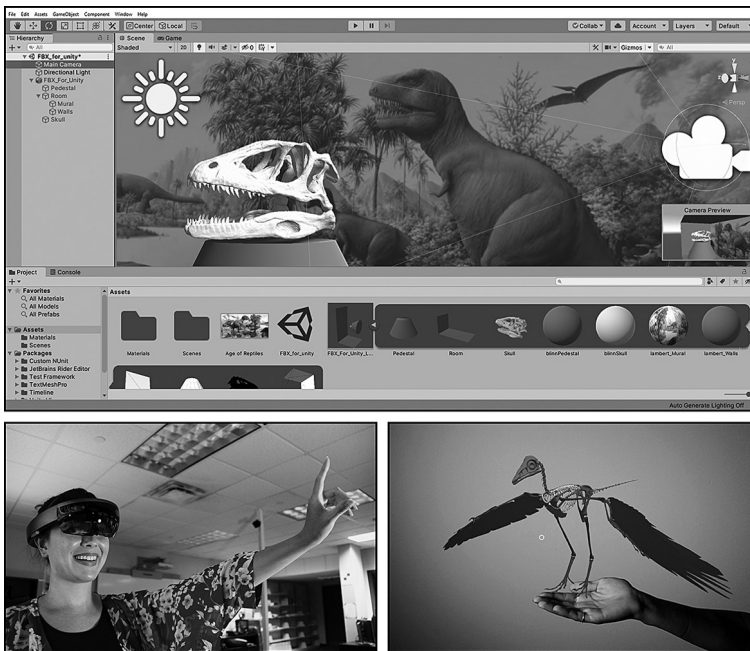 File Edit Assets GameObject Component Window Help
Center Local
Collab Account Layers Default
Hierarchy
All
FBX_for_unity*
Main Camera
Directional Light
FBX_For_Unity
Pedestal
Room
Mural
Walls
Skull
Scene Game
Shaded 2D 0 Gizmos All
Y
Persp
Camera Preview
Project Console
Favorites
All Materials
All Models
All Prefabs
Assets
Materials
Scenes
Packages
Custom NUnit
JetBrains Rider Editor
Test Framework
TextMeshPro
Timeline
Assets
Materials Scenes Age of Reptiles FBX_for_unity FBX_For_Unity_L... Pedestal Room Skull blinnPedestal blinnSkull lambert_Mural lambert_Walls
Auto Generate Lighting Off